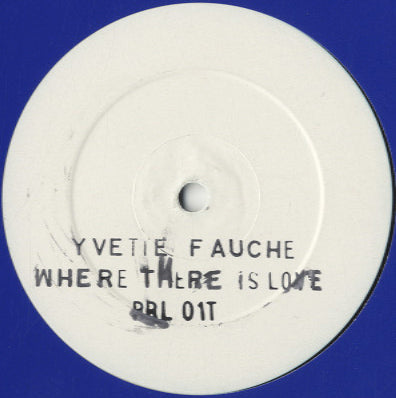 YVETTE FAUCHE
WHERE THERE iS LOVE
PRL 01T